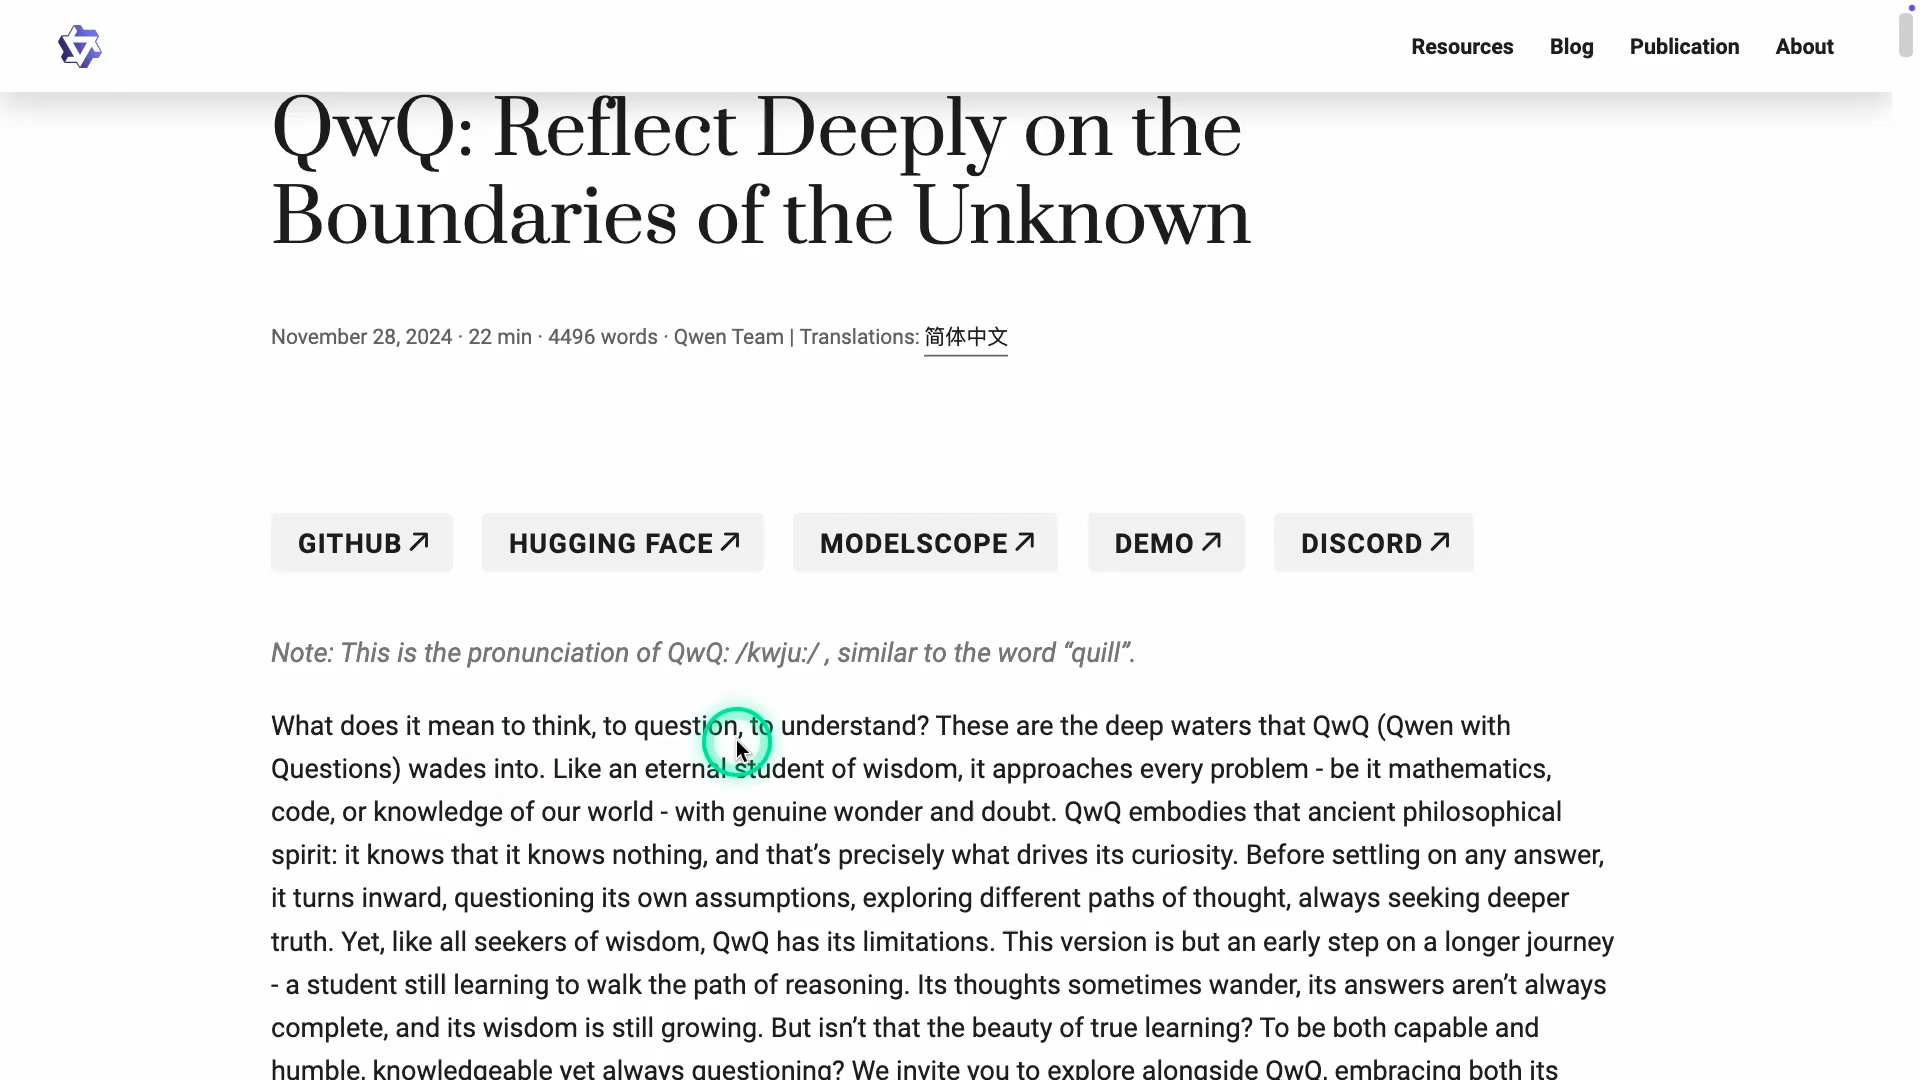 Resources Blog Publication About
QwQ: Reflect Deeply on the
Boundaries of the Unknown
November 28, 2024 · 22 min · 4496 words · Qwen Team | Translations: 简体中文
GITHUB HUGGING FACE MODELSCOPE DEMO DISCORD
Note: This is the pronunciation of QwQ: /kwju:/ , similar to the word “quill”.
What does it mean to think, to question, to understand? These are the deep waters that QwQ (Qwen with
Questions) wades into. Like an eternal student of wisdom, it approaches every problem - be it mathematics,
code, or knowledge of our world - with genuine wonder and doubt. QwQ embodies that ancient philosophical
spirit: it knows that it knows nothing, and that’s precisely what drives its curiosity. Before settling on any answer,
it turns inward, questioning its own assumptions, exploring different paths of thought, always seeking deeper
truth. Yet, like all seekers of wisdom, QwQ has its limitations. This version is but an early step on a longer journey
- a student still learning to walk the path of reasoning. Its thoughts sometimes wander, its answers aren’t always
complete, and its wisdom is still growing. But isn’t that the beauty of true learning? To be both capable and
humble, knowledgeable yet always questioning? We invite you to explore alongside QwQ, embracing both its